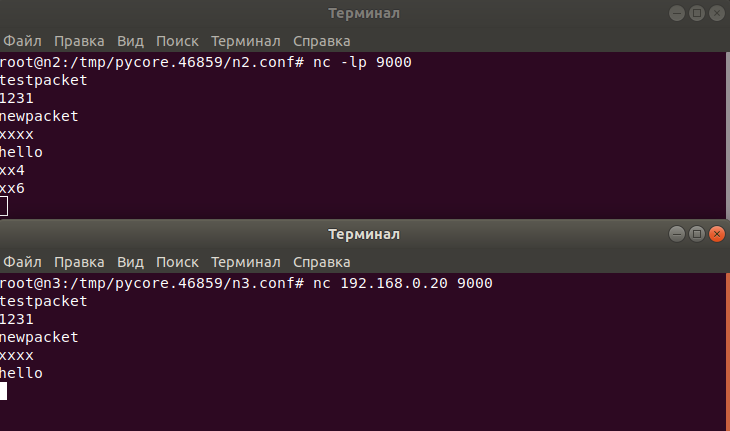 Терминал
Файл Правка Вид Поиск Терминал Справка
root@n2:/tmp/pycore.46859/n2.conf# nc -lp 9000
testpacket
1231
newpacket
xxxx
hello
xx4
xx6
Терминал
Файл Правка Вид Поиск Терминал Справка
root@n3:/tmp/pycore.46859/n3.conf# nc 192.168.0.20 9000
testpacket
1231
newpacket
xxxx
hello